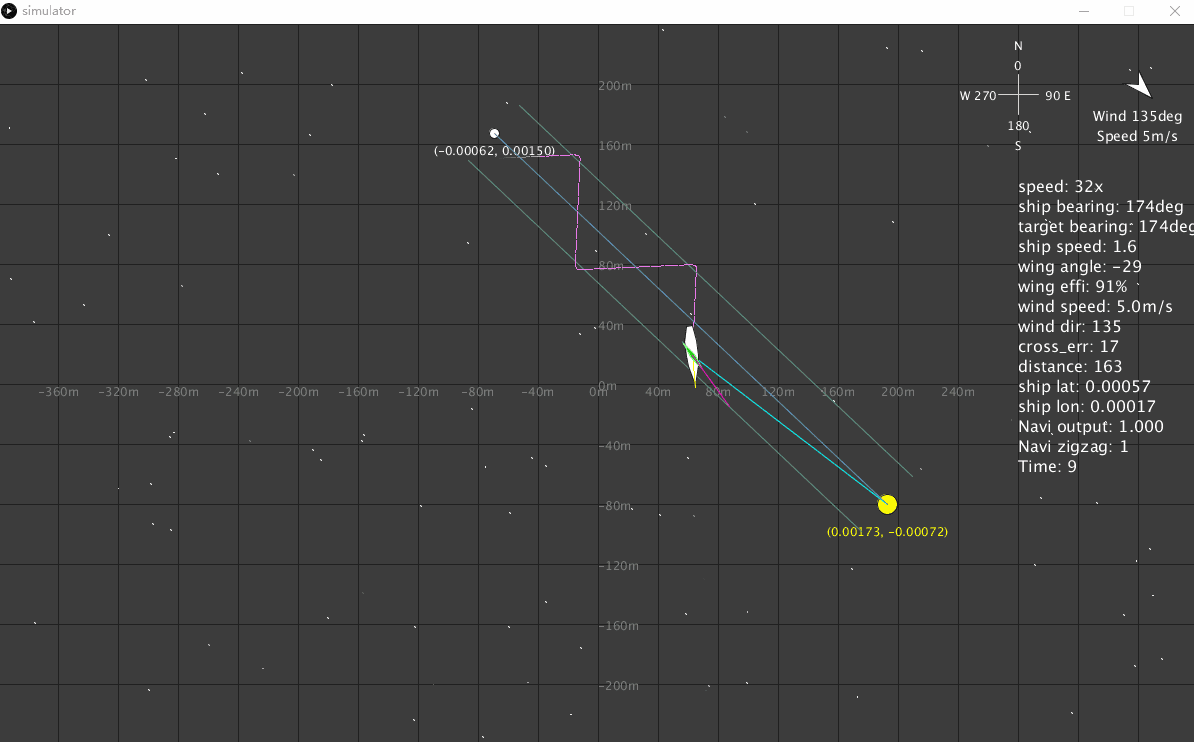 simulator
N
0
W 270
90 E
180
S
Wind 135deg
Speed 5m/s
200m
160m
120m
80m
40m
0m
-40m
-80m
-120m
-160m
-200m
-360m
-320m
-280m
-240m
-200m
-160m
-120m
-80m
-40m
40m
80m
120m
160m
200m
240m
(-0.00062, 0.00150)
(0.00173, -0.00072)
speed: 32x
ship bearing: 174deg
target bearing: 174deg
ship speed: 1.6
wing angle: -29
wing effi: 91%
wind speed: 5.0m/s
wind dir: 135
cross_err: 17
distance: 163
ship lat: 0.00057
ship lon: 0.00017
Navi output: 1.000
Navi zigzag: 1
Time: 9